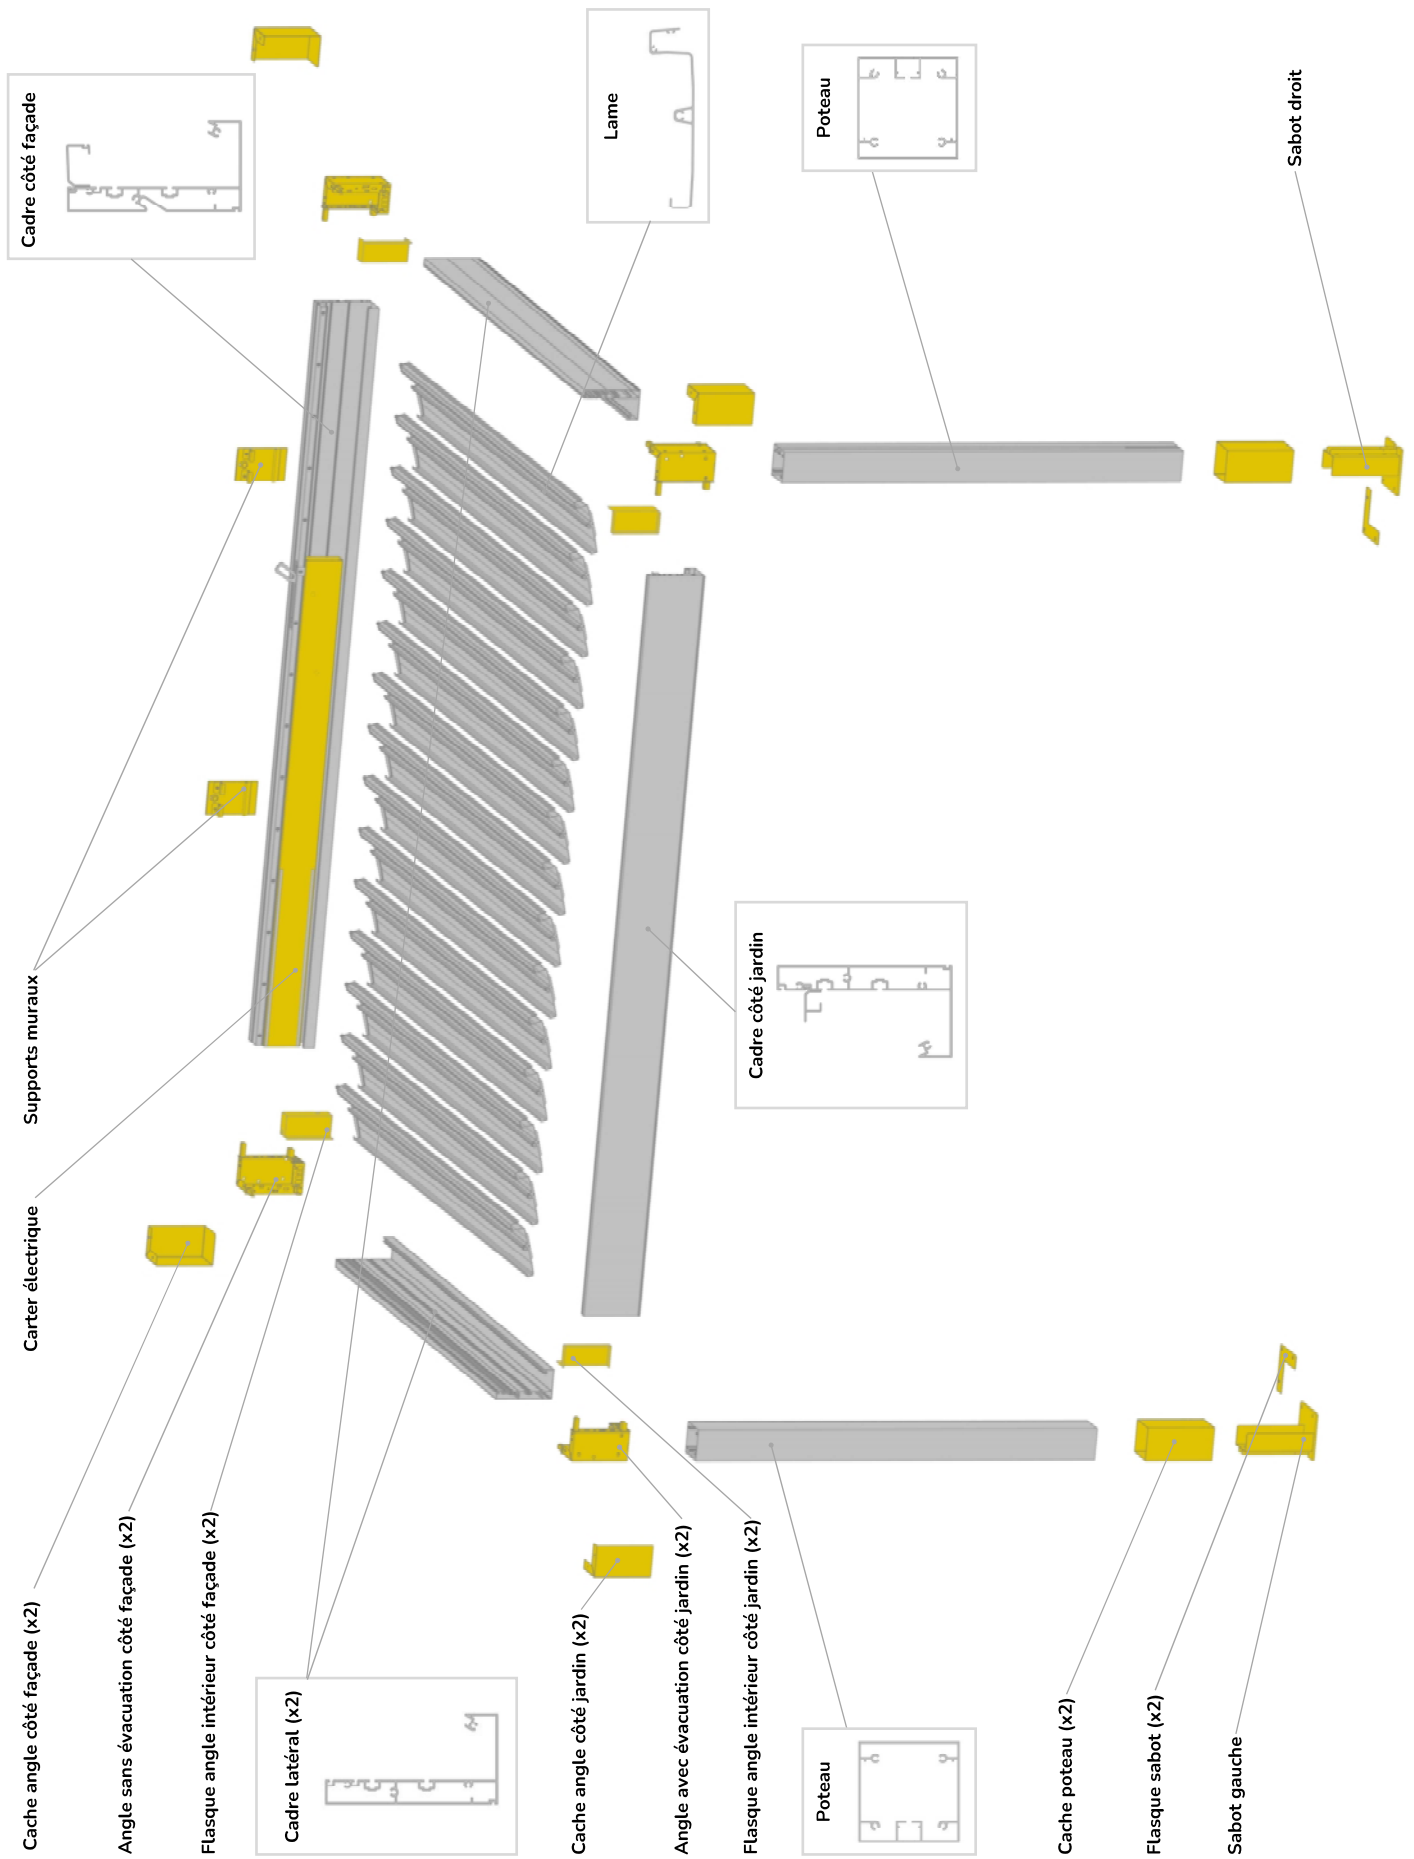 Cache angle côté façade (x2)
Carter électrique
Supports muraux
Cadre côté façade
Angle sans évacuation côté façade (x2)
Flasque angle intérieur côté façade (x2)
Cadre latéral (x2)
Cache angle côté jardin (x2)
Lame
Angle avec évacuation côté jardin (x2)
Flasque angle intérieur côté jardin (x2)
Cadre côté jardin
Poteau
Poteau
Cache poteau (x2)
Flasque sabot (x2)
Sabot gauche
Sabot droit